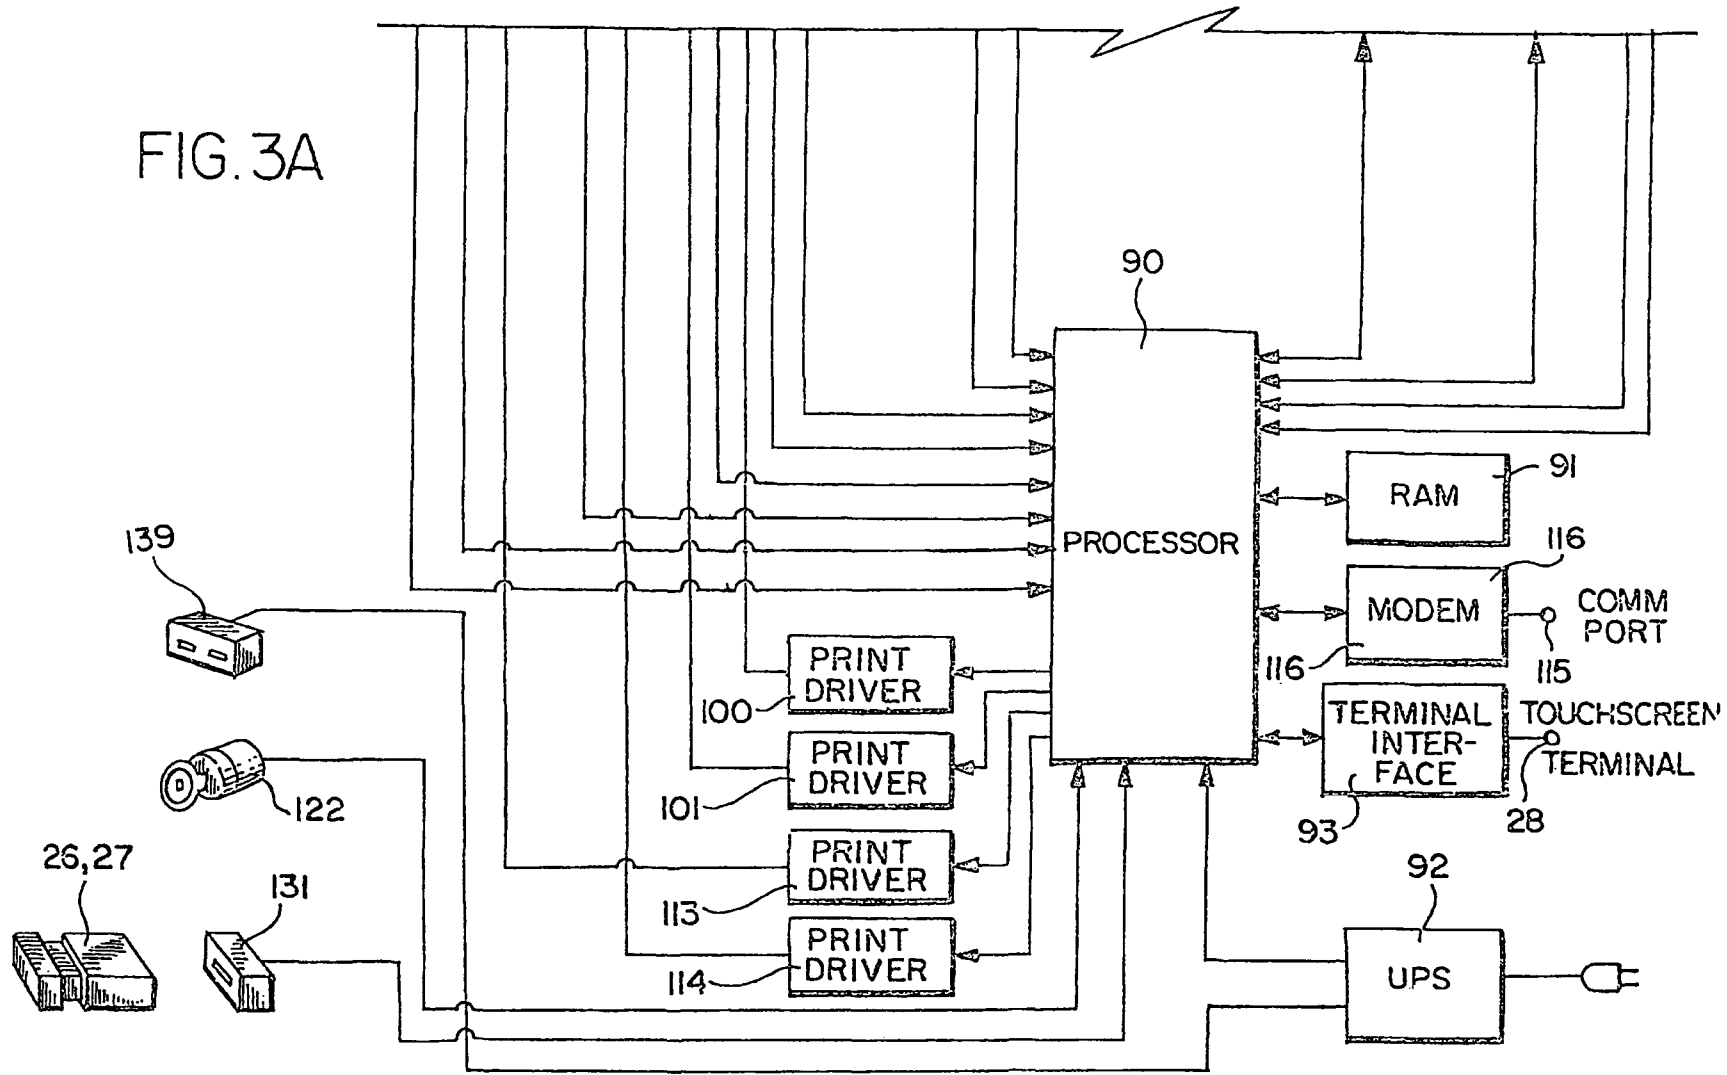 FIG. 3A
90
91
RAM
PROCESSOR
139
116
MODEM
COMM
PORT
116
115
PRINT
DRIVER
100
TERMINAL
INTER-
FACE
TOUCHSCREEN
TERMINAL
93
28
PRINT
DRIVER
101
122
PRINT
DRIVER
113
26,27
131
92
PRINT
DRIVER
114
UPS